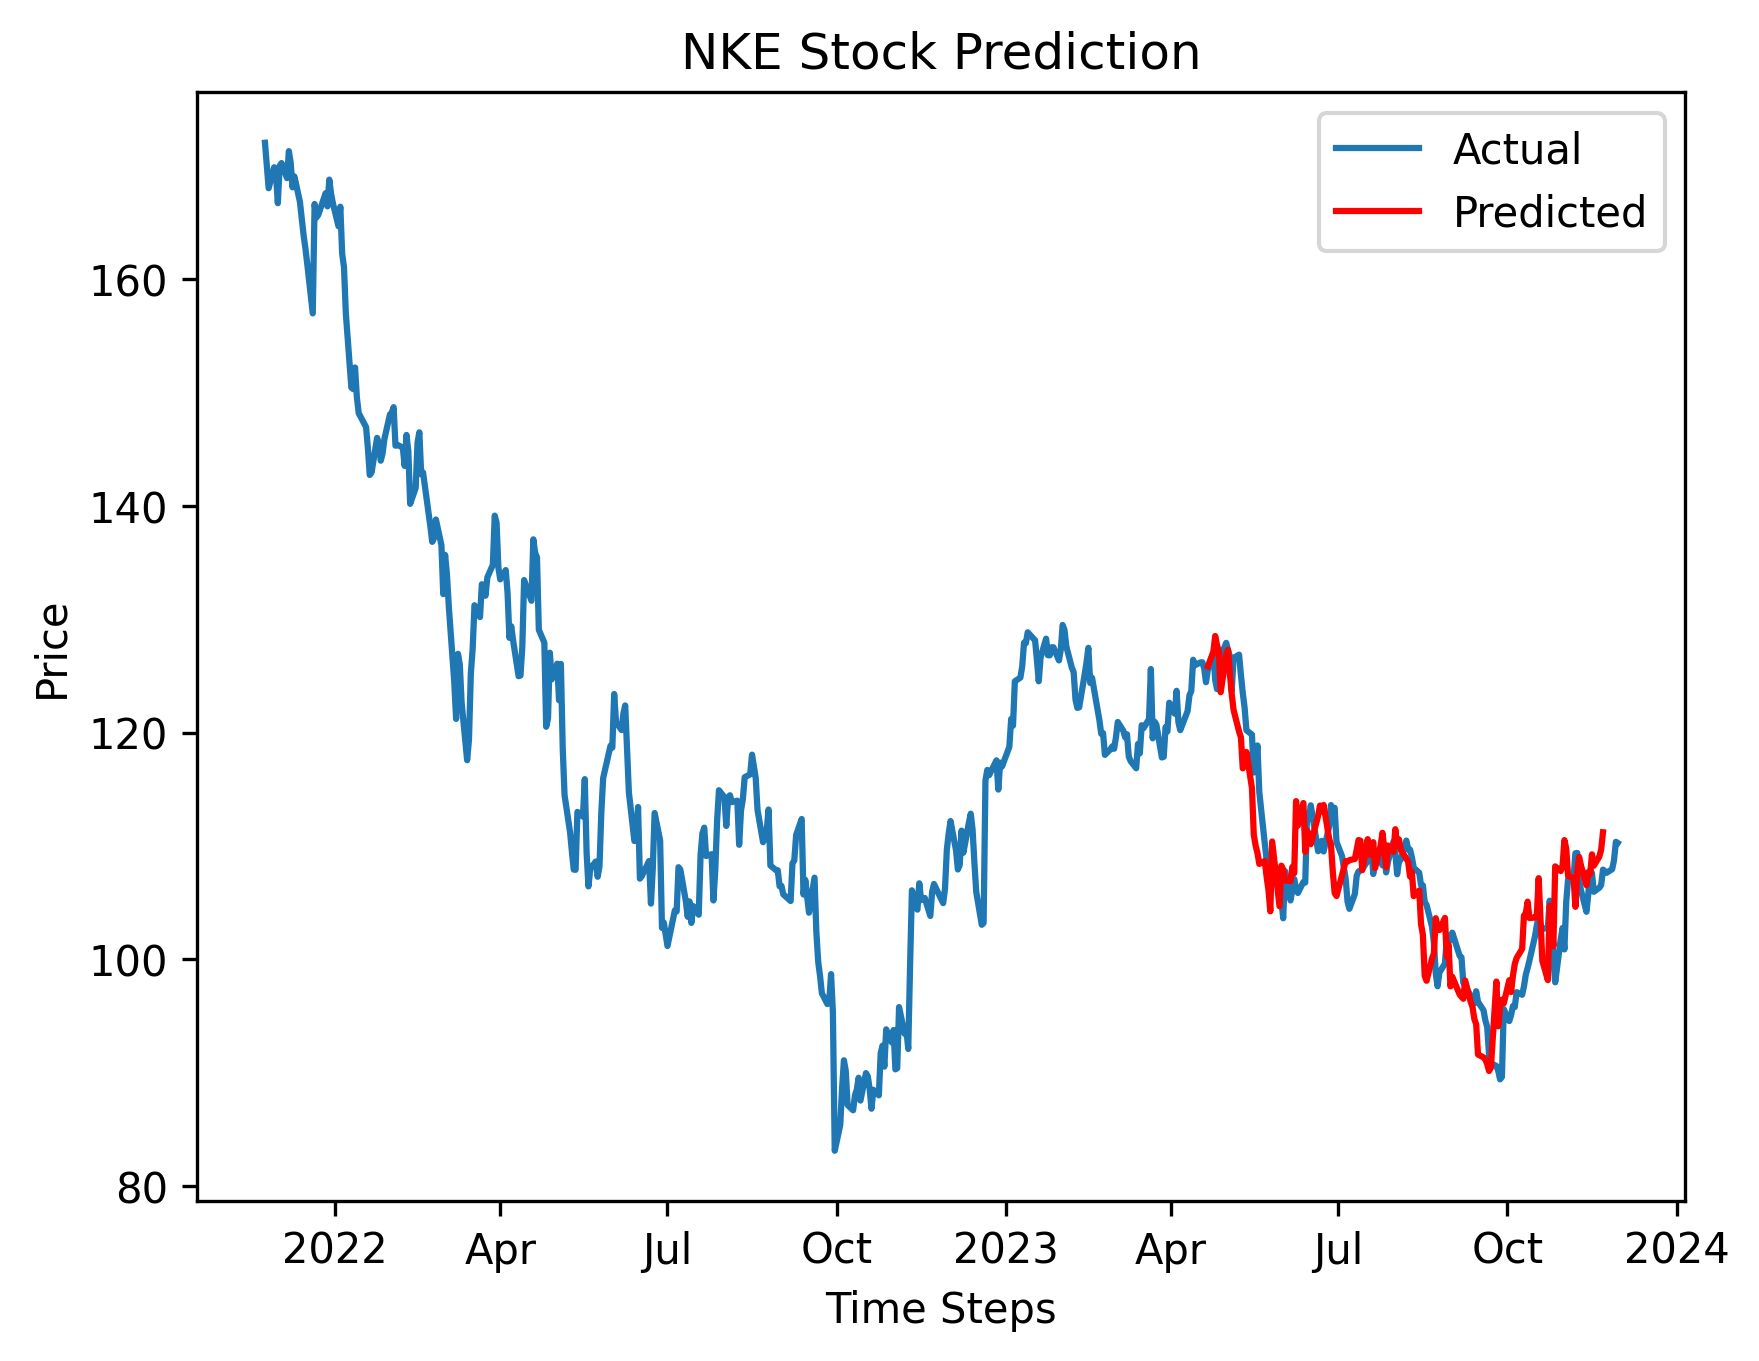 NKE Stock Prediction
Actual
Predicted
Price
160
140
120
100
80
2022 Apr Jul Oct 2023 Apr Jul Oct 2024
Time Steps